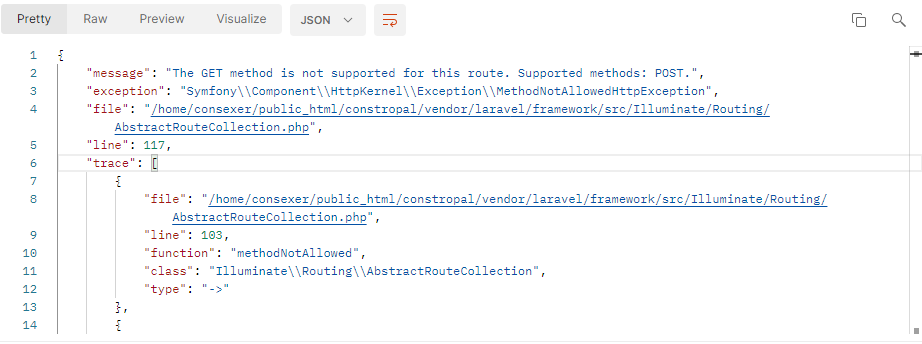 Pretty Raw Preview Visualize JSON
1 {
2 "message": "The GET method is not supported for this route. Supported methods: POST.",
3 "exception": "Symfony\\Component\\HttpKernel\\Exception\\MethodNotAllowedHttpException",
4 "file": "/home/consexer/public_html/constropal/vendor/laravel/framework/src/Illuminate/Routing/
AbstractRouteCollection.php",
5 "line": 117,
6 "trace": [
7 {
8 "file": "/home/consexer/public_html/constropal/vendor/laravel/framework/src/Illuminate/Routing/
AbstractRouteCollection.php",
9 "line": 103,
10 "function": "methodNotAllowed",
11 "class": "Illuminate\\Routing\\AbstractRouteCollection",
12 "type": "->"
13 },
14 {